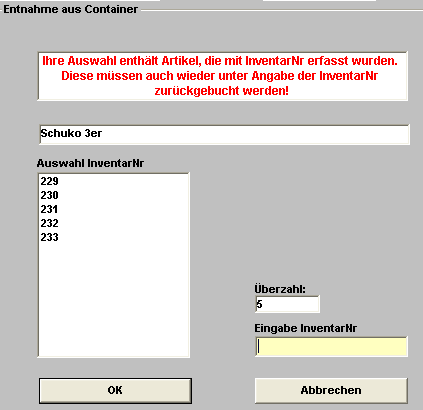 Entnahme aus Container
Ihre Auswahl enthält Artikel, die mit InventarNr erfasst wurden.
Diese müssen auch wieder unter Angabe der InventarNr
zurückgebucht werden!
Schuko 3er
Auswahl InventarNr
229
230
231
232
233
Überzahl:
5
Eingabe InventarNr
OK
Abbrechen